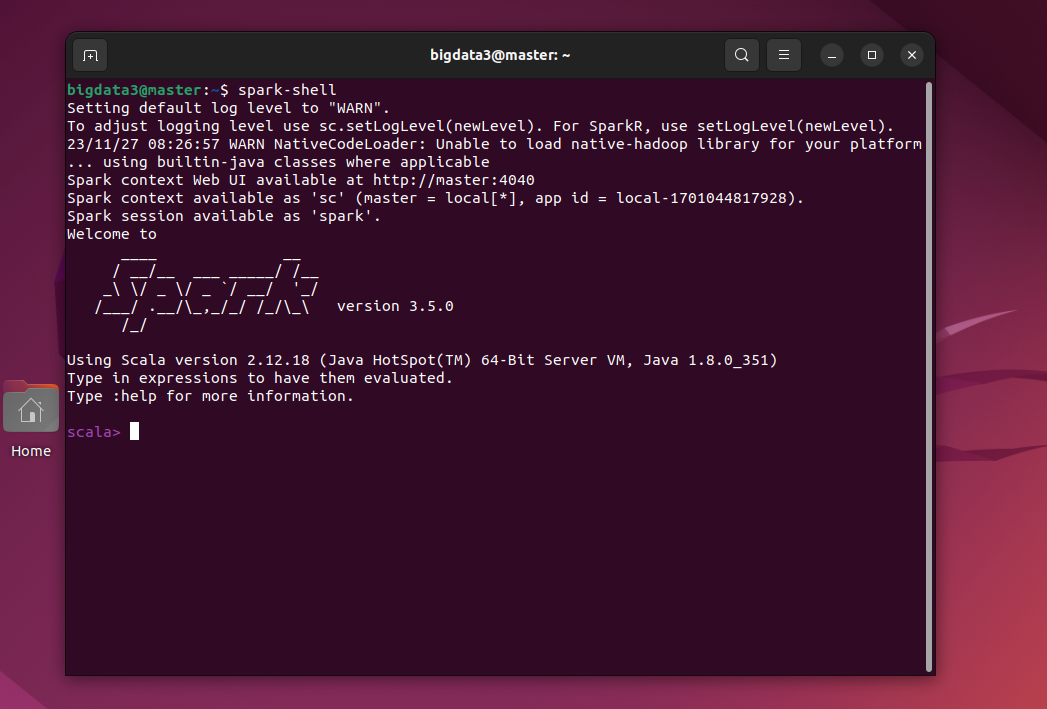 bigdata3@master: ~
bigdata3@master:~$ spark-shell
Setting default log level to "WARN".
To adjust logging level use sc.setLogLevel(newLevel). For SparkR, use setLogLevel(newLevel).
23/11/27 08:26:57 WARN NativeCodeLoader: Unable to load native-hadoop library for your platform
... using builtin-java classes where applicable
Spark context Web UI available at http://master:4040
Spark context available as 'sc' (master = local[*], app id = local-1701044817928).
Spark session available as 'spark'.
Welcome to
      ____              __
     / __/__  ___ _____/ /__
    _\ \/ _ \/ _ `/ __/  '_/
   /___/ .__/\_,_/_/ /_/\_\   version 3.5.0
      /_/
Using Scala version 2.12.18 (Java HotSpot(TM) 64-Bit Server VM, Java 1.8.0_351)
Type in expressions to have them evaluated.
Type :help for more information.
scala>
Home